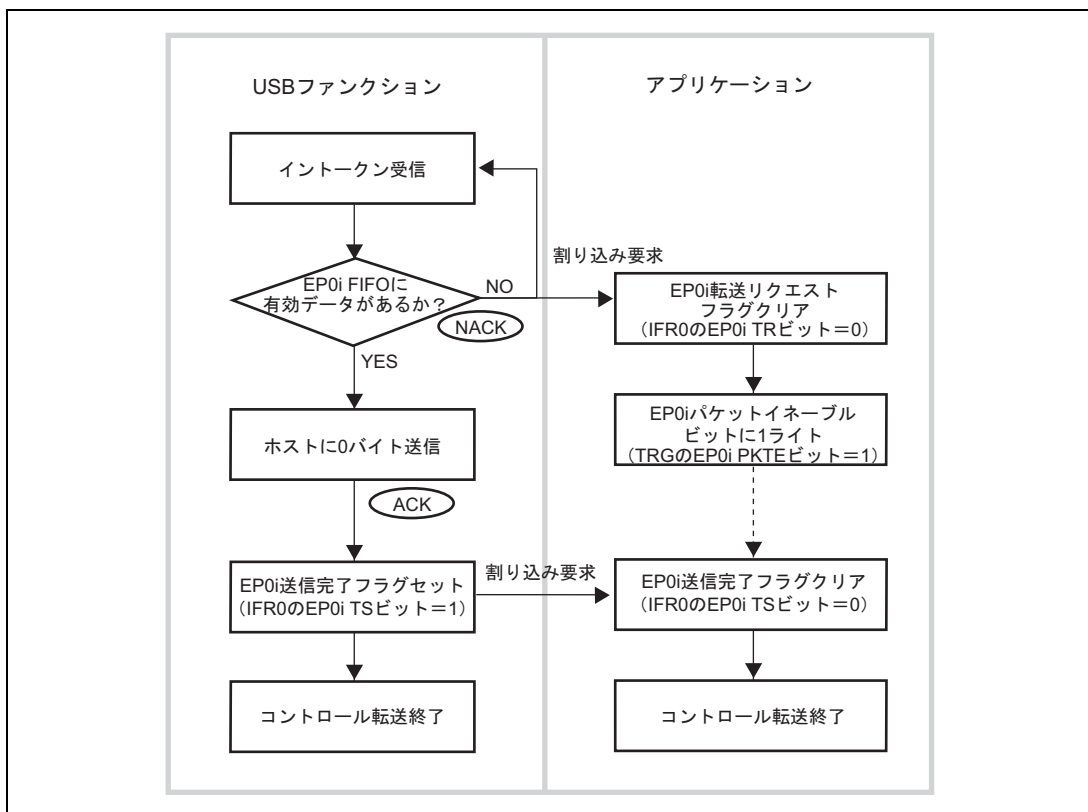 USBファンクション
アプリケーション
イントークン受信
割り込み要求
EP0i FIFOに
有効データがあるか？
NO
NACK
YES
EP0i転送リクエスト
フラグクリア
（IFR0のEP0i TRビット＝0）
EP0iパケットイネーブル
ビットに1ライト
（TRGのEP0i PKTEビット＝1）
ホストに0バイト送信
ACK
EP0i送信完了フラグセット
（IFR0のEP0i TSビット＝1）
割り込み要求
EP0i送信完了フラグクリア
（IFR0のEP0i TSビット＝0）
コントロール転送終了
コントロール転送終了